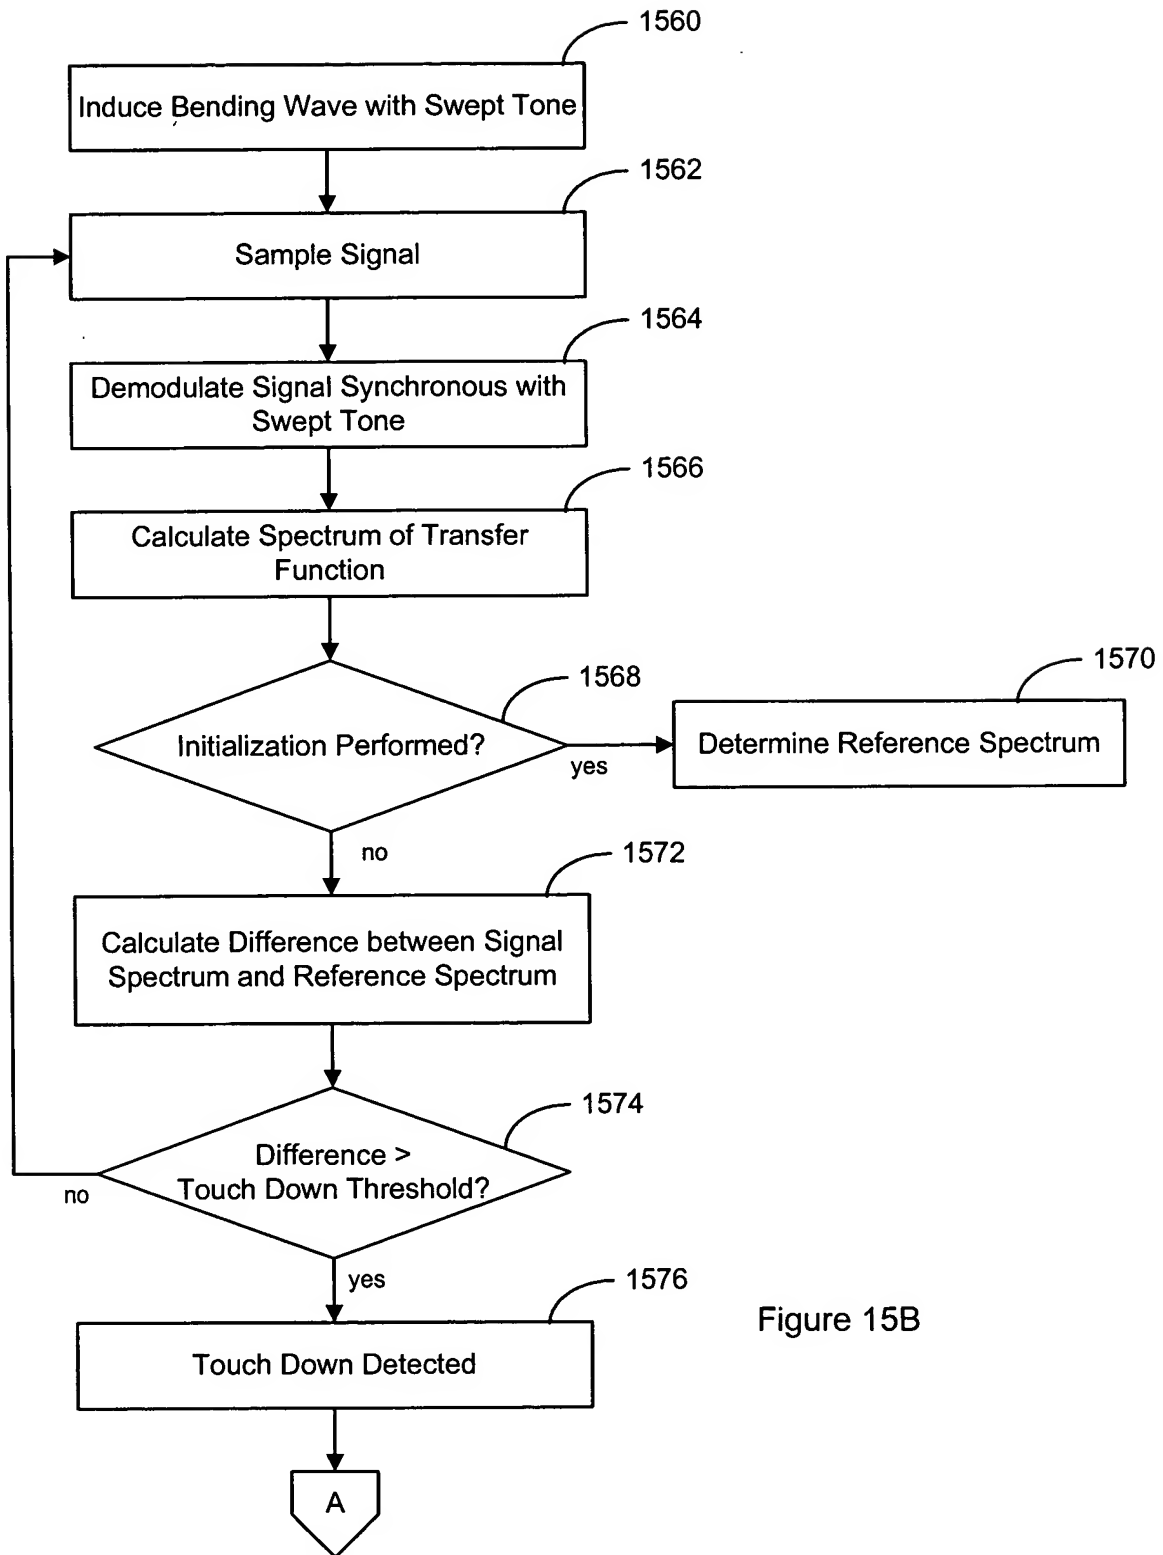 1560
Induce Bending Wave with Swept Tone
1562
Sample Signal
1564
Demodulate Signal Synchronous with
Swept Tone
1566
Calculate Spectrum of Transfer
Function
1568
Initialization Performed?
yes
1570
Determine Reference Spectrum
no
1572
Calculate Difference between Signal
Spectrum and Reference Spectrum
1574
Difference >
Touch Down Threshold?
no
yes
1576
Touch Down Detected
Figure 15B
A